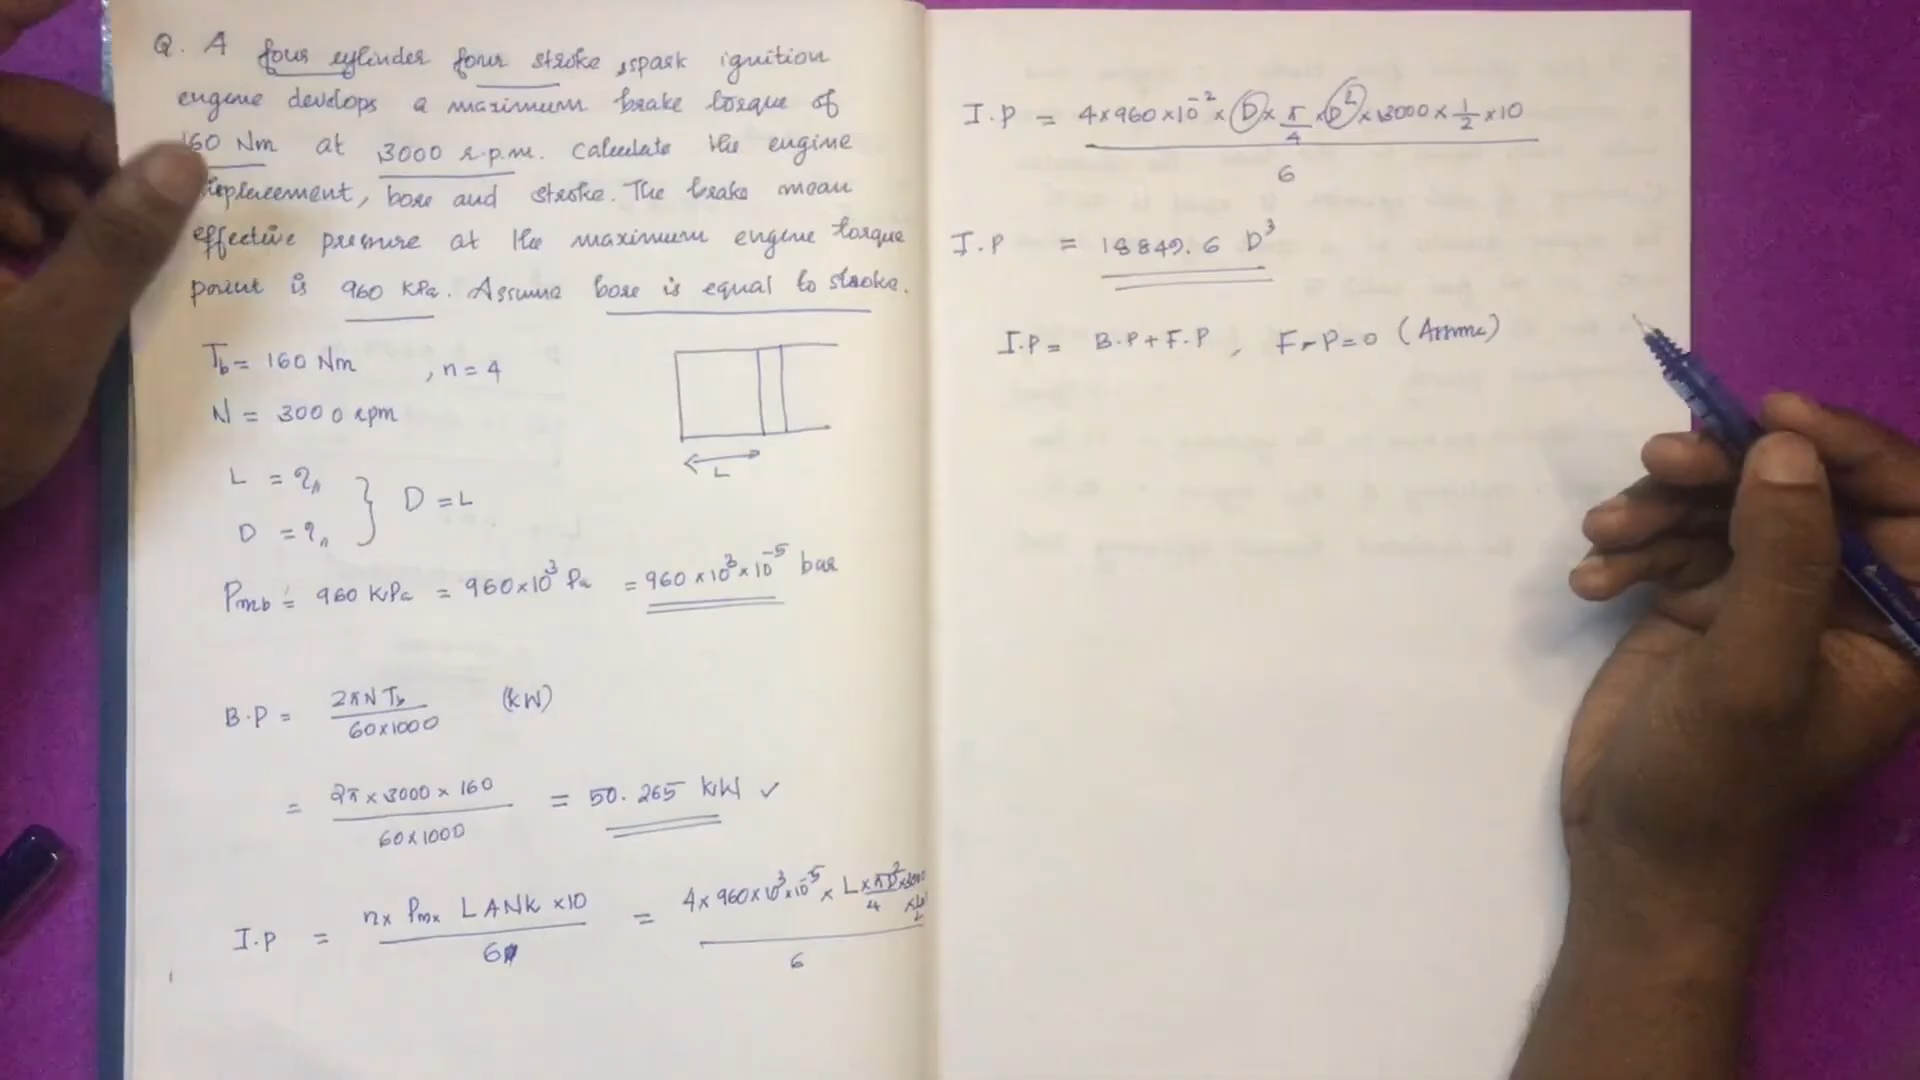 Q. A four cylinder four stroke spark ignition
engine develops a maximum brake torque of
160 Nm at 3000 r.p.m. Calculate the engine
displacement, bore and stroke. The brake mean
effective pressure at the maximum engine torque
point is 960 KPa. Assume bore is equal to stroke.
Tb = 160 Nm , n = 4
N = 3000 rpm
L = ?,
D = ?, } D = L
L
Pmb = 960 KPa = 960×10³ Pa = 960×10³×10⁻⁵ bar
B.P = 2πNTb / 60×1000 (kW)
= 2π×3000×160 / 60×1000 = 50.265 kW ✓
I.P = n× Pm× LANK ×10 / 6 = 4×960×10³×10⁻⁵ × L×πD²/4 ×3000 / 6
I.P = 4×960×10⁻²×D×π/4×D²×3000×1/2×10 / 6
I.P = 18849.6 D³
I.P = B.P + F.P , F.P = 0 (Assume)